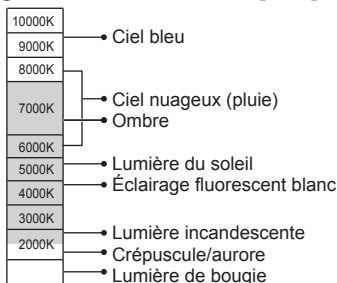 10000K
9000K
Ciel bleu
8000K
Ciel nuageux (pluie)
7000K
Ombre
6000K
5000K
Lumière du soleil
4000K
Éclairage fluorescent blanc
3000K
Lumière incandescente
2000K
Crépuscule/aurore
Lumière de bougie